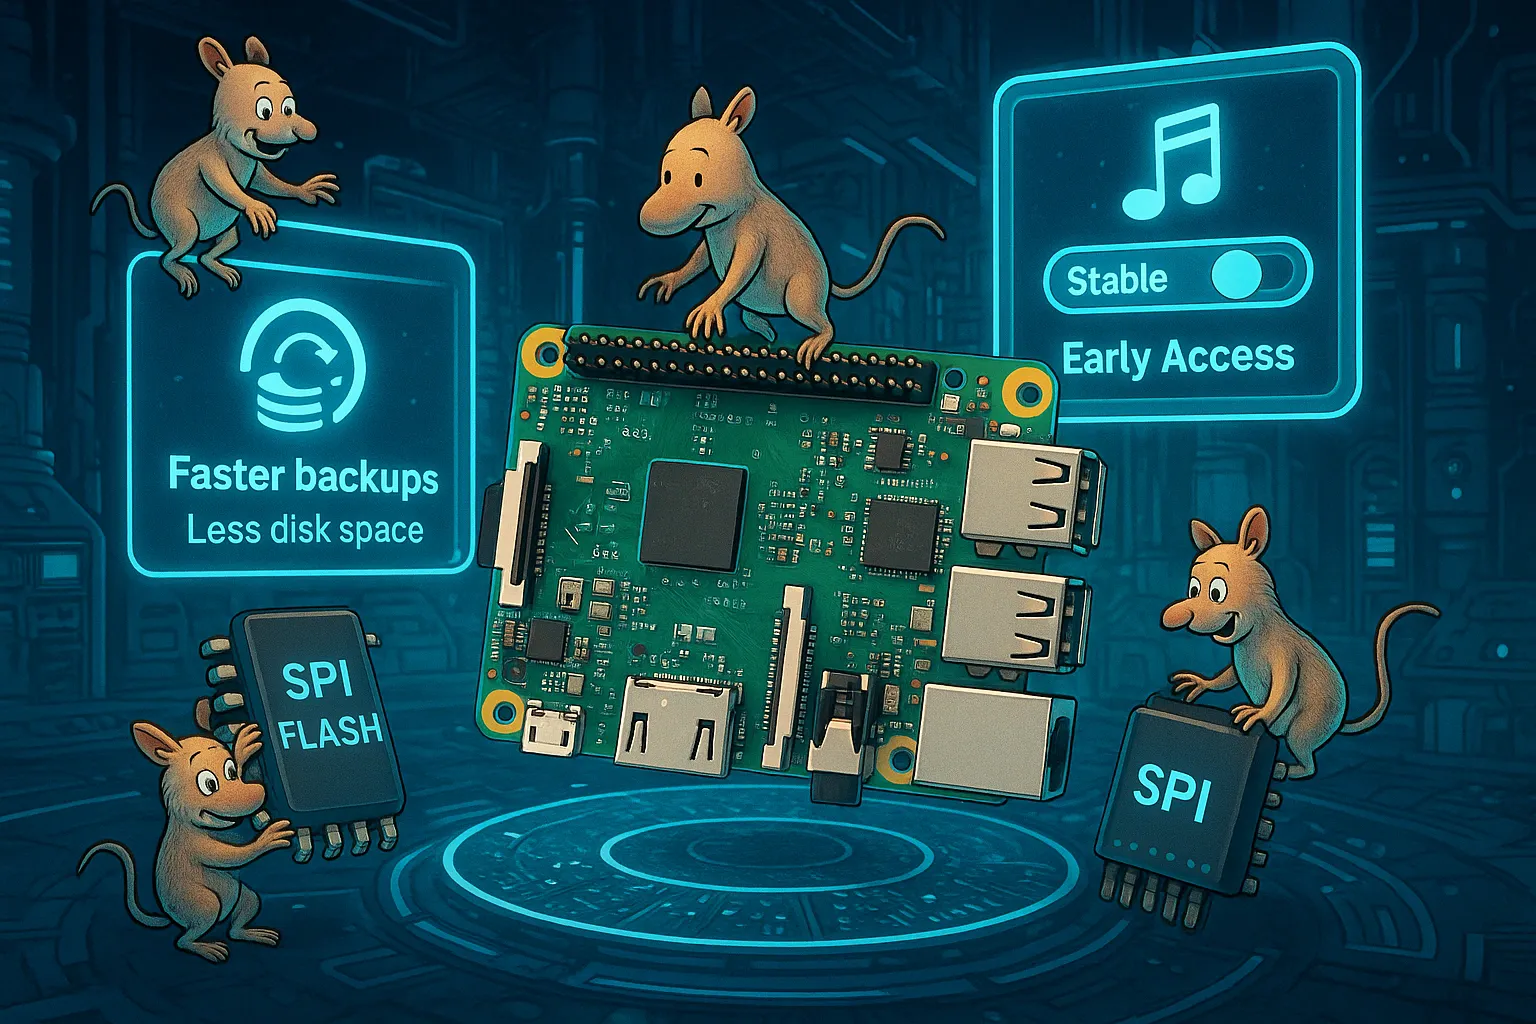 Stable
Early Access
Faster backups
Less disk space
SPI
FLASH
SPI